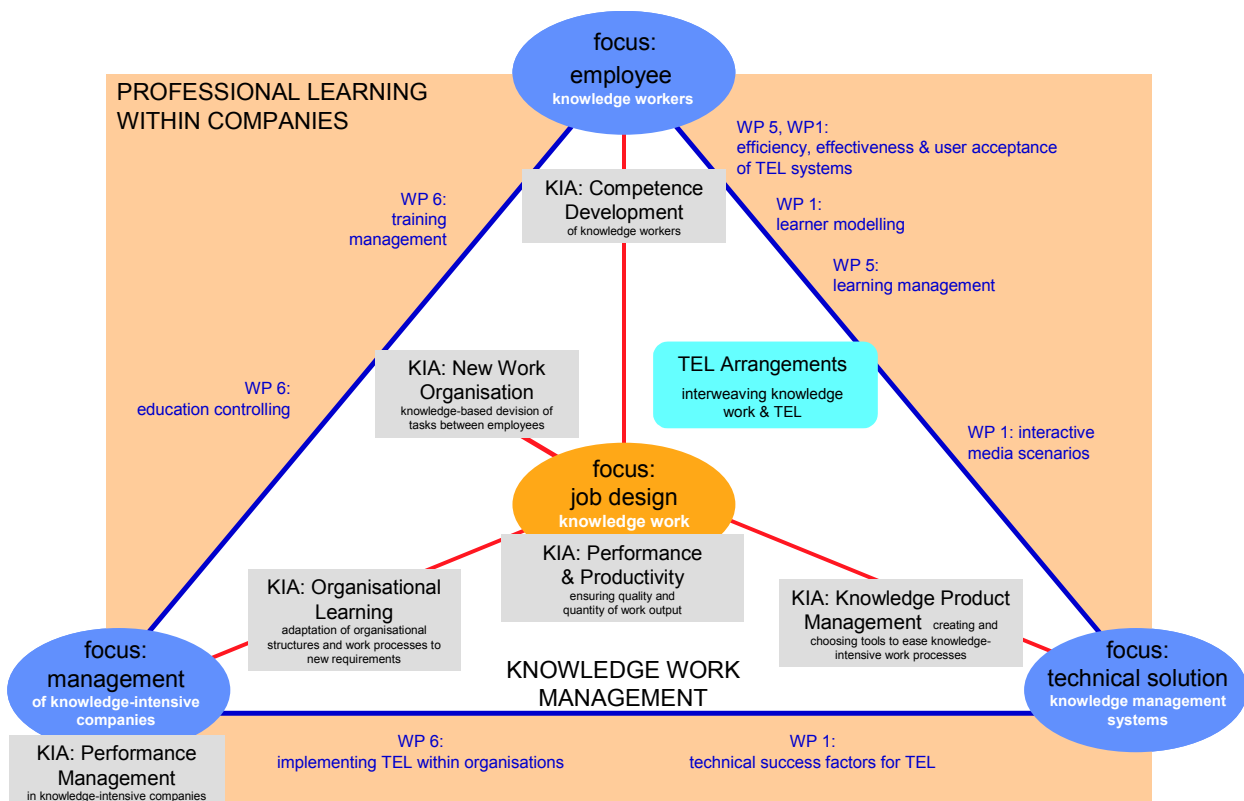 focus:
employee
knowledge workers
PROFESSIONAL LEARNING
WITHIN COMPANIES
WP 5, WP1:
efficiency, effectiveness & user acceptance
of TEL systems
KIA: Competence
Development
of knowledge workers
WP 6:
training
management
WP 1:
learner modelling
WP 5:
learning management
KIA: New Work
Organisation
knowledge-based devision of
tasks between employees
TEL Arrangements
interweaving knowledge
work & TEL
WP 6:
education controlling
WP 1: interactive
media scenarios
focus:
job design
knowledge work
KIA: Performance
& Productivity
ensuring quality and
quantity of work output
KIA: Organisational
Learning
adaptation of organisational
structures and work processes to
new requirements
KIA: Knowledge Product
Management creating and
choosing tools to ease knowledge-
intensive work processes
focus:
management
of knowledge-intensive
companies
KNOWLEDGE WORK
MANAGEMENT
focus:
technical solution
knowledge management
systems
KIA: Performance
Management
in knowledge-intensive companies
WP 6:
implementing TEL within organisations
WP 1:
technical success factors for TEL